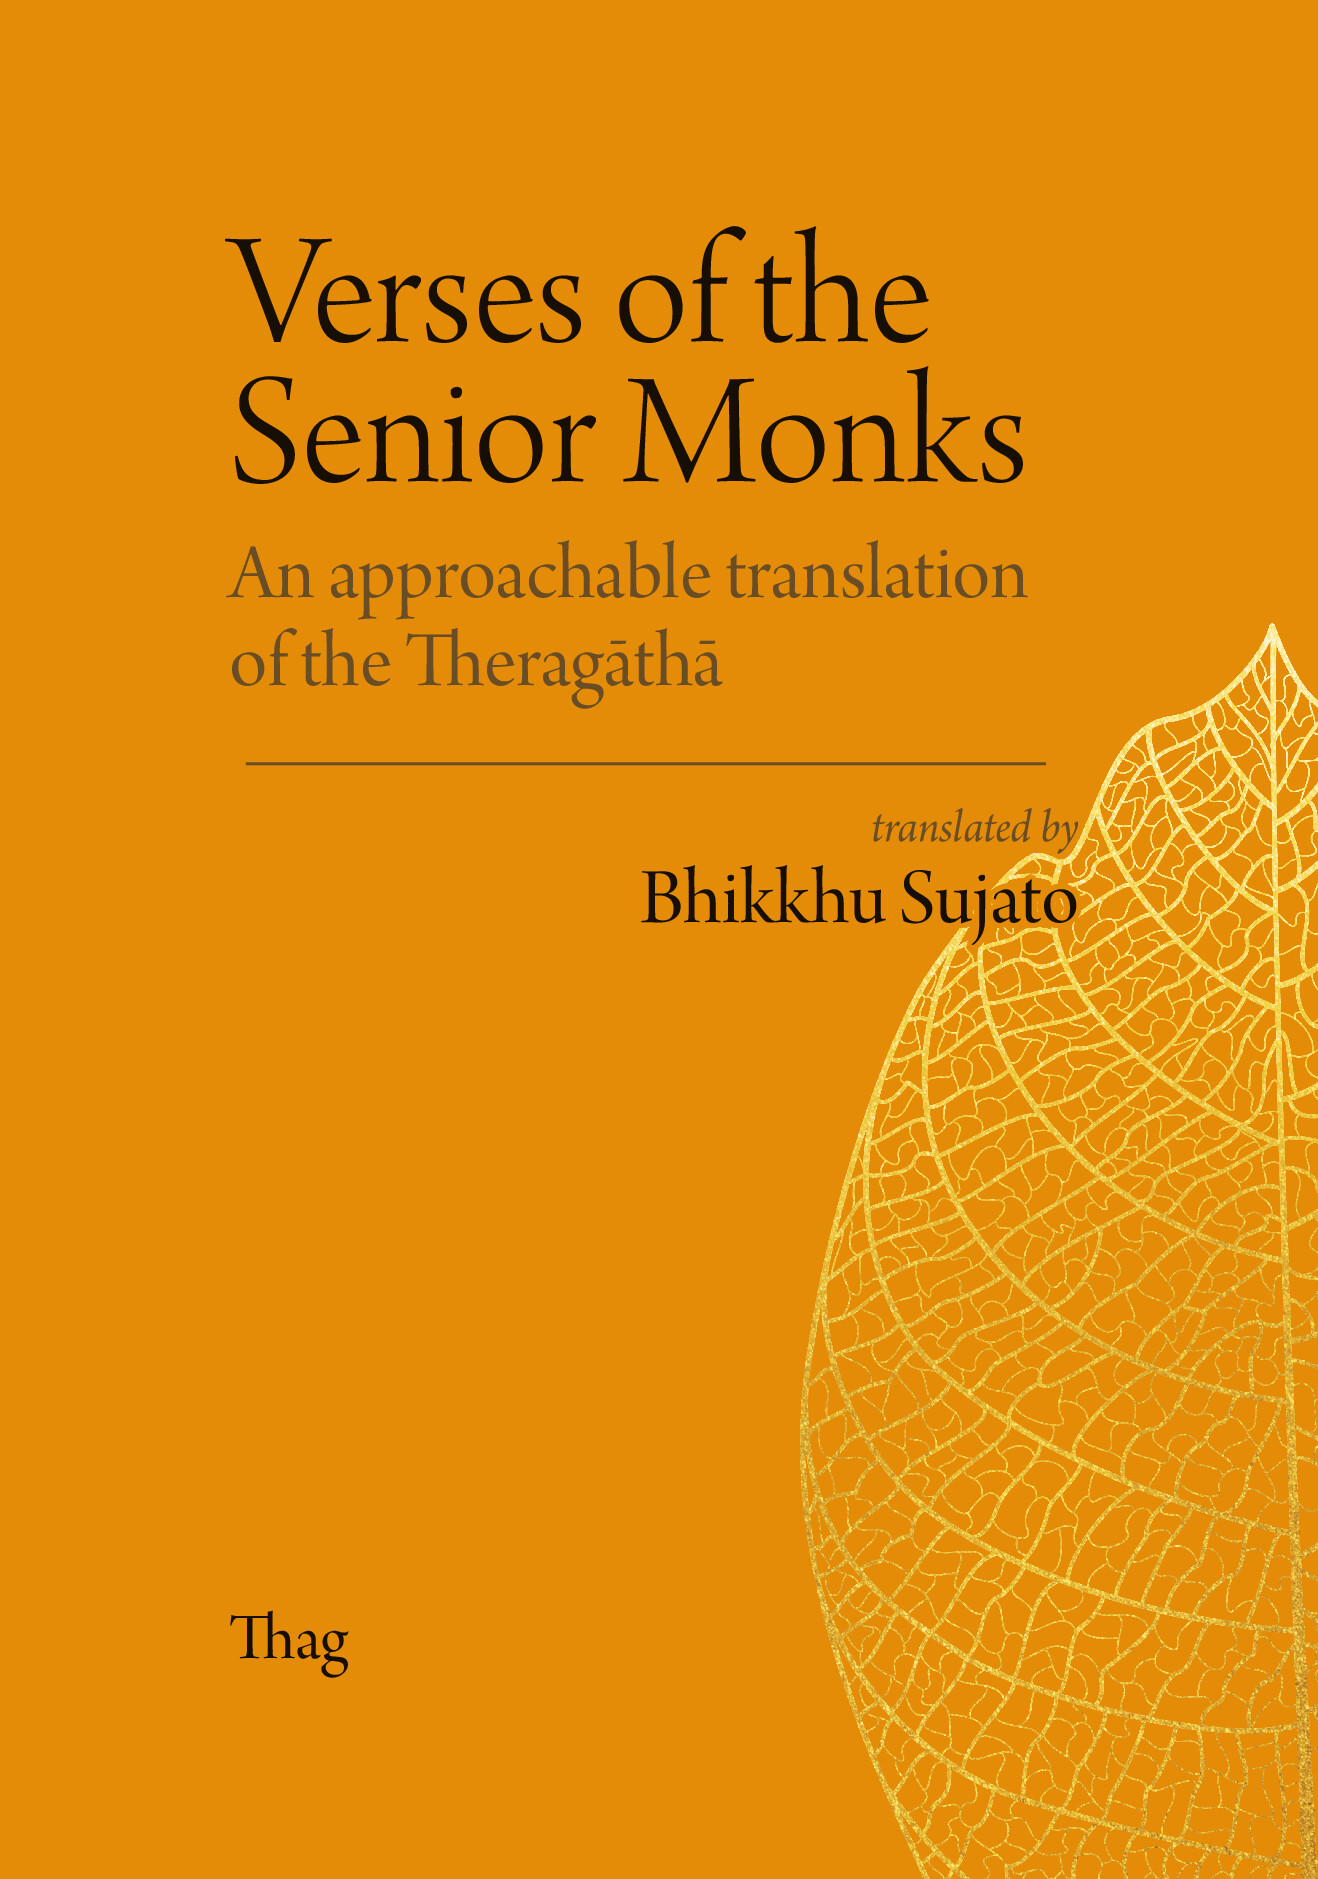 Verses of the
Senior Monks
An approachable translation
of the Theragāthā
translated by
Bhikkhu Sujato
Thag